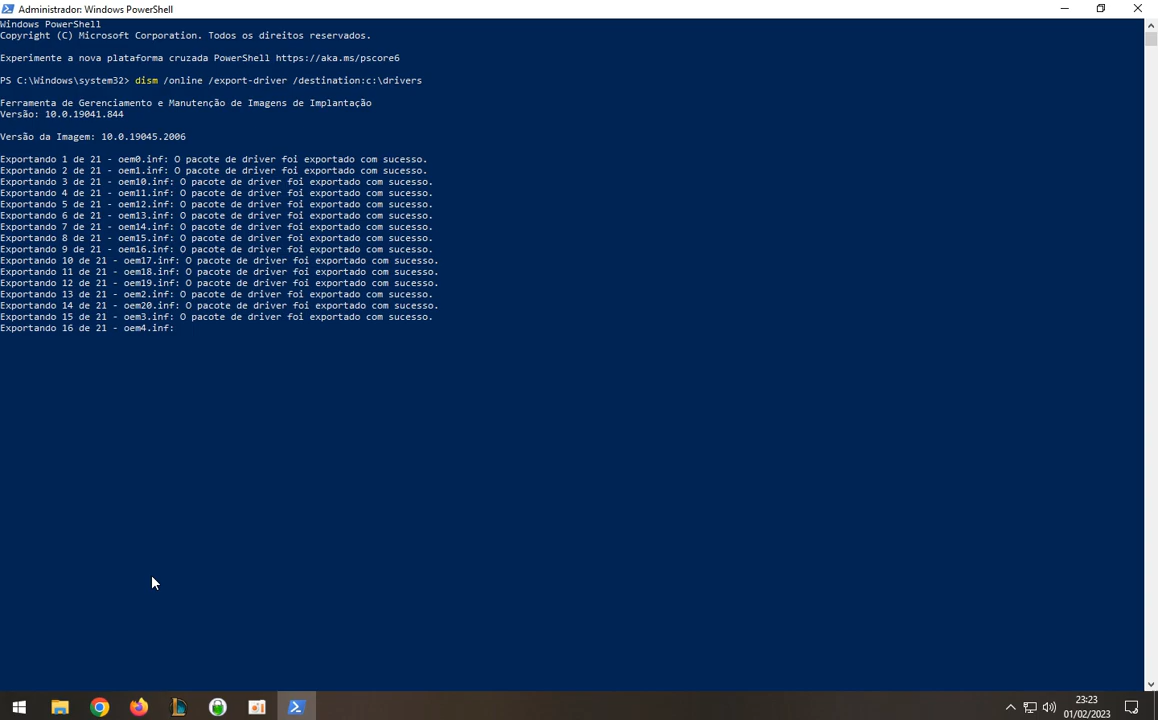 Administrador: Windows PowerShell
Windows PowerShell
Copyright (C) Microsoft Corporation. Todos os direitos reservados.
Experimente a nova plataforma cruzada PowerShell https://aka.ms/pscore6
PS C:\Windows\system32> dism /online /export-driver /destination:c:\drivers
Ferramenta de Gerenciamento e Manutenção de Imagens de Implantação
Versão: 10.0.19041.844
Versão da Imagem: 10.0.19045.2006
Exportando 1 de 21 - oem0.inf: O pacote de driver foi exportado com sucesso.
Exportando 2 de 21 - oem1.inf: O pacote de driver foi exportado com sucesso.
Exportando 3 de 21 - oem10.inf: O pacote de driver foi exportado com sucesso.
Exportando 4 de 21 - oem11.inf: O pacote de driver foi exportado com sucesso.
Exportando 5 de 21 - oem12.inf: O pacote de driver foi exportado com sucesso.
Exportando 6 de 21 - oem13.inf: O pacote de driver foi exportado com sucesso.
Exportando 7 de 21 - oem14.inf: O pacote de driver foi exportado com sucesso.
Exportando 8 de 21 - oem15.inf: O pacote de driver foi exportado com sucesso.
Exportando 9 de 21 - oem16.inf: O pacote de driver foi exportado com sucesso.
Exportando 10 de 21 - oem17.inf: O pacote de driver foi exportado com sucesso.
Exportando 11 de 21 - oem18.inf: O pacote de driver foi exportado com sucesso.
Exportando 12 de 21 - oem19.inf: O pacote de driver foi exportado com sucesso.
Exportando 13 de 21 - oem2.inf: O pacote de driver foi exportado com sucesso.
Exportando 14 de 21 - oem20.inf: O pacote de driver foi exportado com sucesso.
Exportando 15 de 21 - oem3.inf: O pacote de driver foi exportado com sucesso.
Exportando 16 de 21 - oem4.inf:
23:23
01/02/2023